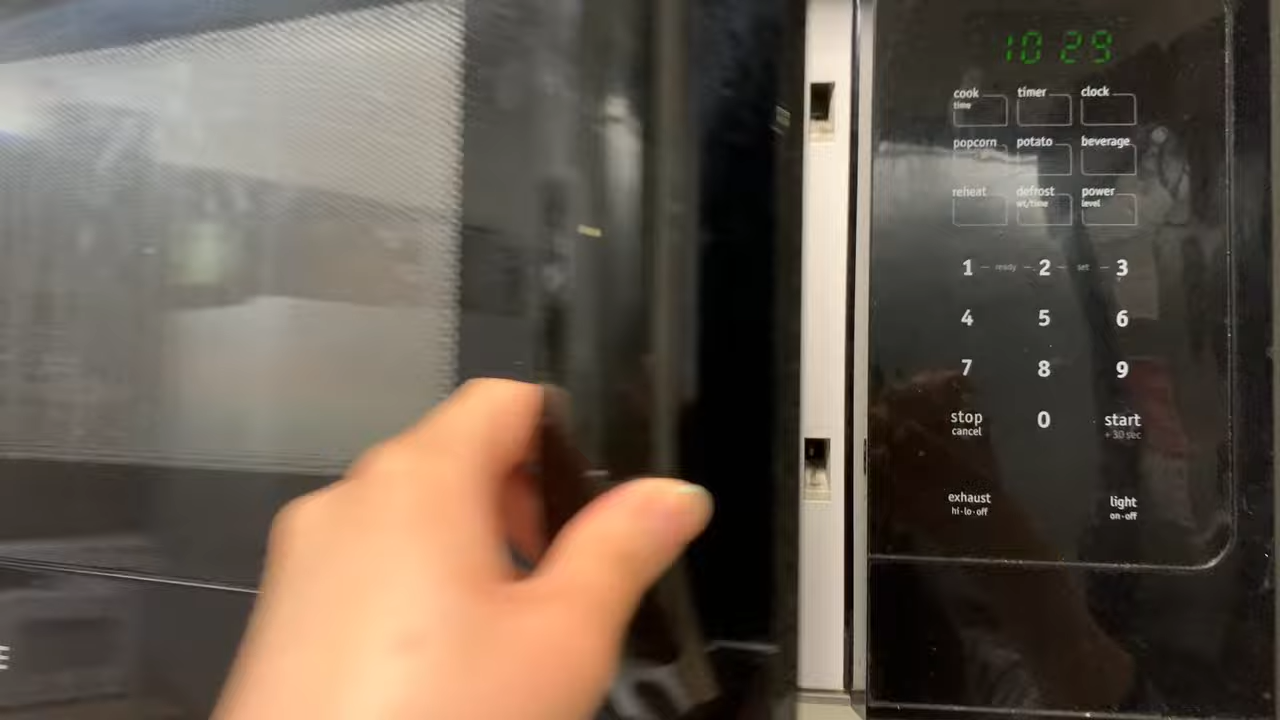 10 29
cook time timer clock
popcorn potato beverage
reheat defrost wt/time power level
1 ready 2 set 3
4 5 6
7 8 9
stop cancel 0 start +30 sec
exhaust hi·lo·off light on·off
E